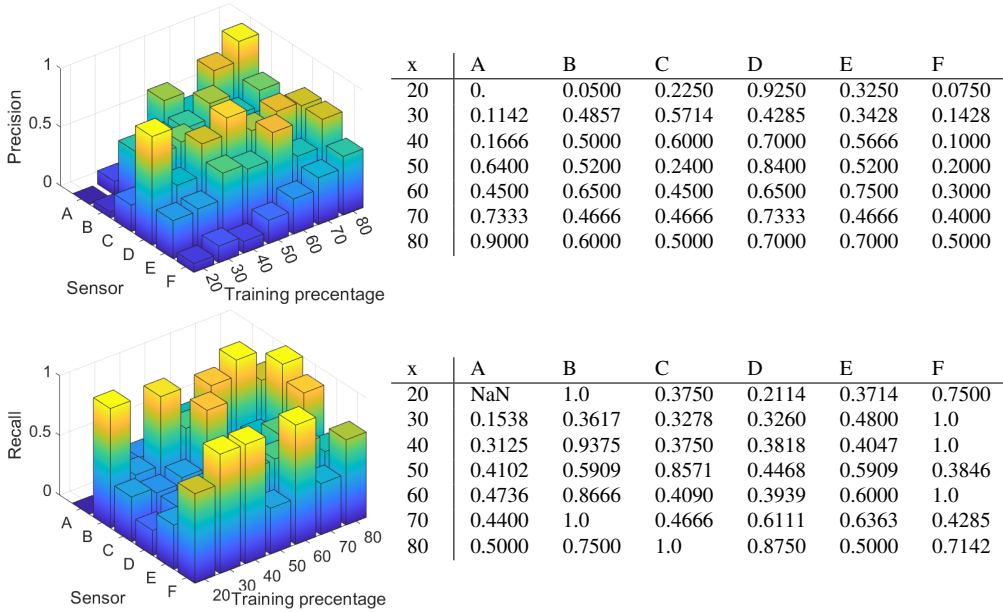 1
0.5
0
Precision
A
B
C
D
E
F
Sensor
20
30
40
50
60
70
80
Training precentage
x A B C D E F
20 0. 0.0500 0.2250 0.9250 0.3250 0.0750
30 0.1142 0.4857 0.5714 0.4285 0.3428 0.1428
40 0.1666 0.5000 0.6000 0.7000 0.5666 0.1000
50 0.6400 0.5200 0.2400 0.8400 0.5200 0.2000
60 0.4500 0.6500 0.4500 0.6500 0.7500 0.3000
70 0.7333 0.4666 0.4666 0.7333 0.4666 0.4000
80 0.9000 0.6000 0.5000 0.7000 0.7000 0.5000
1
0.5
0
Recall
A
B
C
D
E
F
Sensor
20
30
40
50
60
70
80
Training precentage
x A B C D E F
20 NaN 1.0 0.3750 0.2114 0.3714 0.7500
30 0.1538 0.3617 0.3278 0.3260 0.4800 1.0
40 0.3125 0.9375 0.3750 0.3818 0.4047 1.0
50 0.4102 0.5909 0.8571 0.4468 0.5909 0.3846
60 0.4736 0.8666 0.4090 0.3939 0.6000 1.0
70 0.4400 1.0 0.4666 0.6111 0.6363 0.4285
80 0.5000 0.7500 1.0 0.8750 0.5000 0.7142